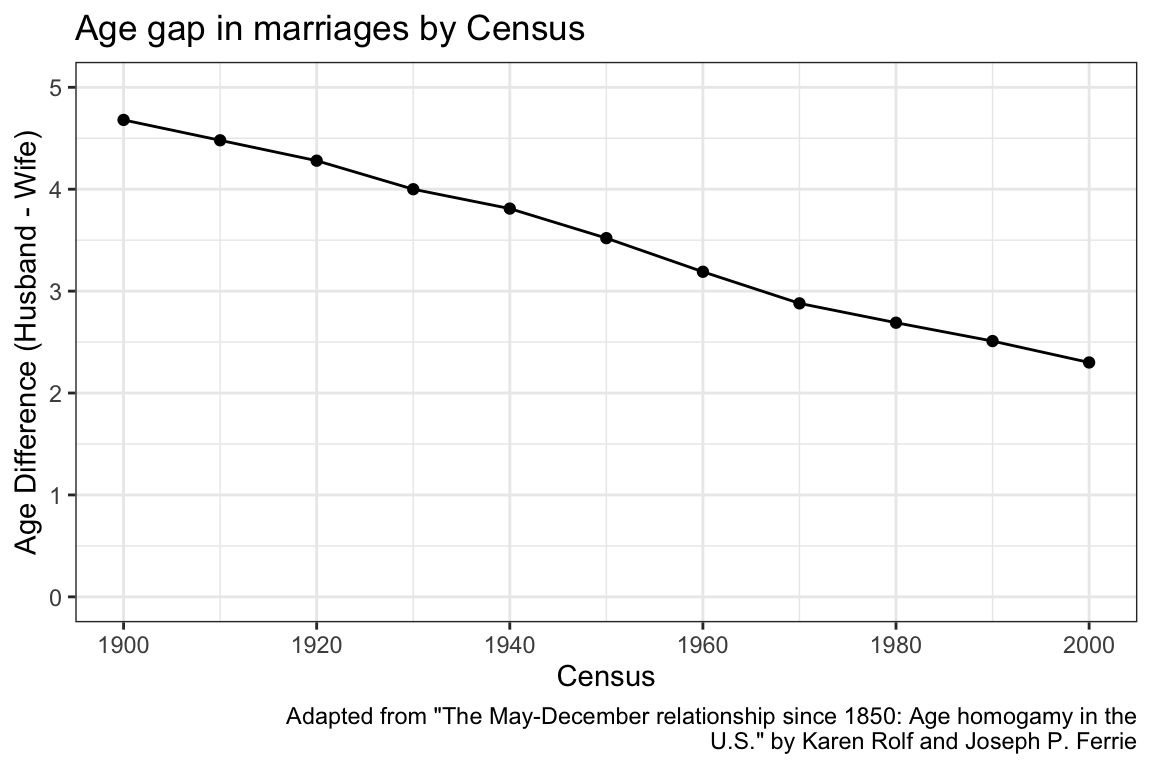 Age gap in marriages by Census
Age Difference (Husband - Wife)
5
4
3
2
1
0
1900 1920 1940 1960 1980 2000
Census
Adapted from "The May-December relationship since 1850: Age homogamy in the
U.S." by Karen Rolf and Joseph P. Ferrie